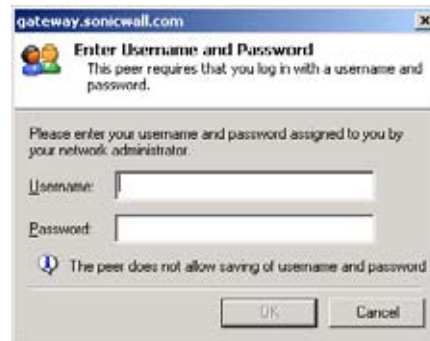 gateway.sonicwall.com
Enter Username and Password
This peer requires that you log in with a username and
password.
Please enter your username and password assigned to you by
your network administrator.
Username:
Password:
The peer does not allow saving of username and password
OK
Cancel